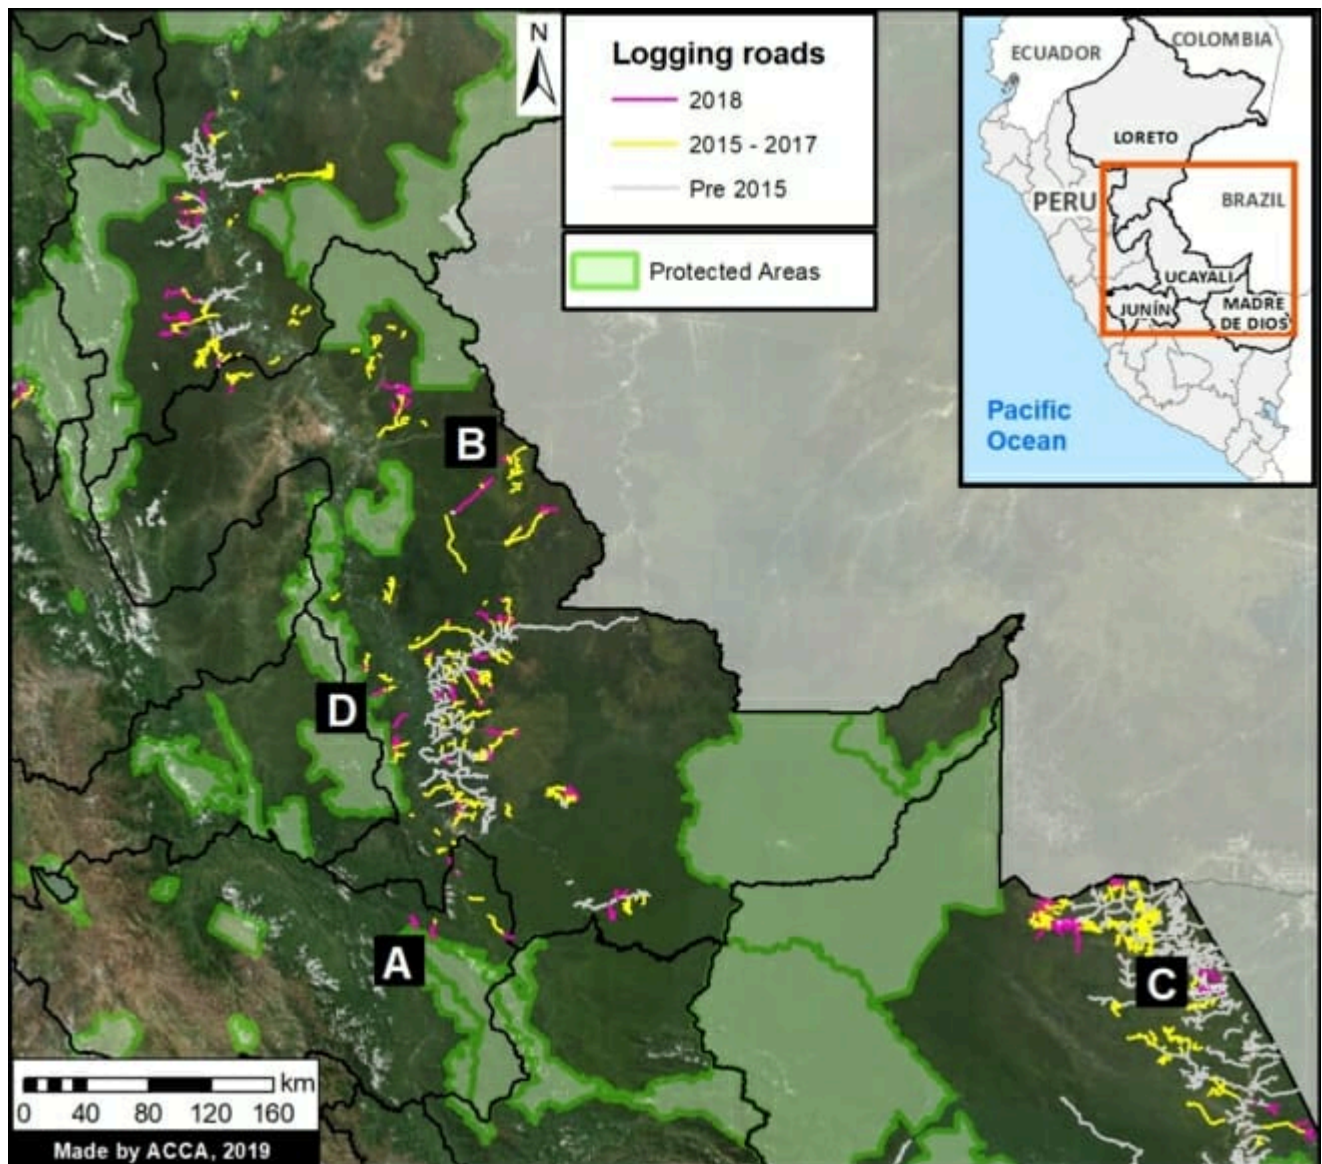 N
Logging roads
2018
2015 - 2017
Pre 2015
Protected Areas
ECUADOR
COLOMBIA
LORETO
PERU
BRAZIL
UCAYALI
JUNÍN
MADRE
DE DIOS
Pacific
Ocean
B
D
A
C
km
0 40 80 120 160
Made by ACCA, 2019